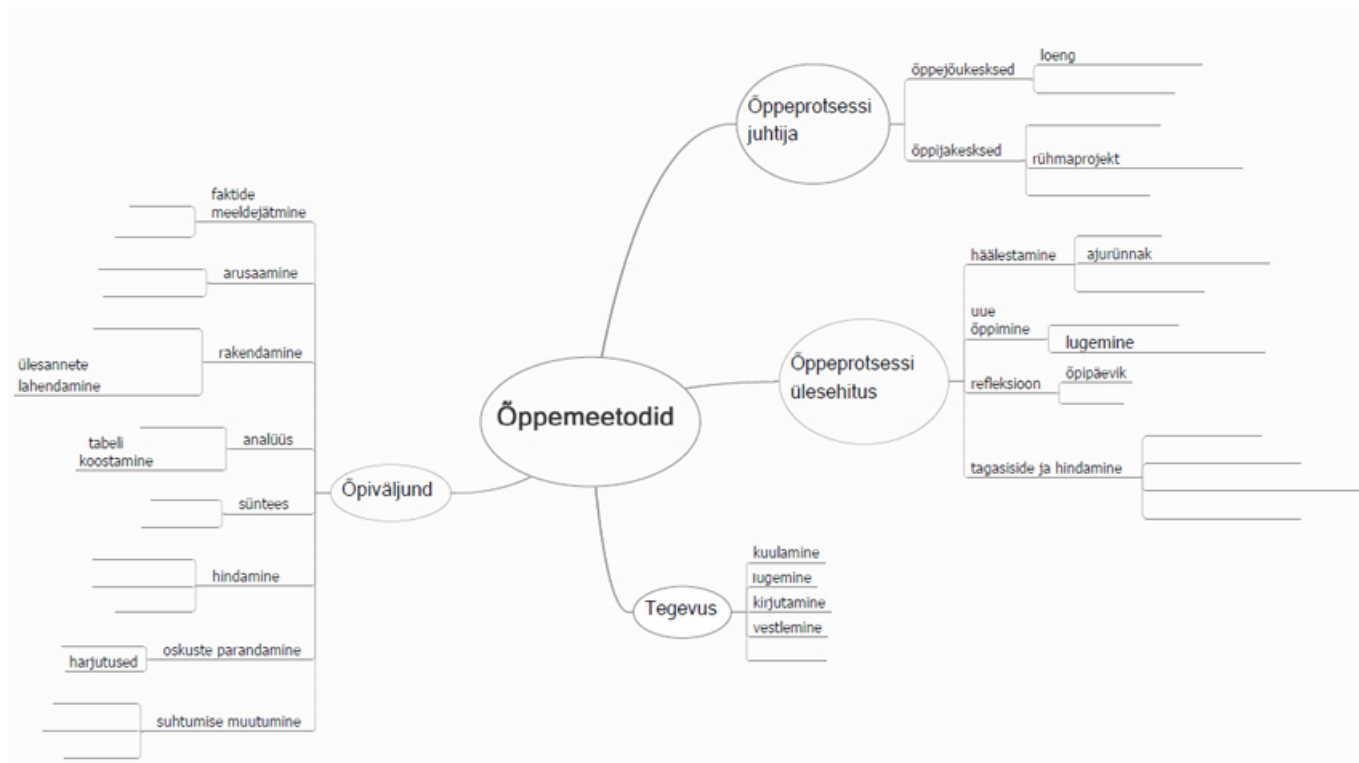 Õppemeetodid
Õppeprotsessi
juhtija
õppejõukesksed
loeng
õppijakesksed
rühmaprojekt
Õppeprotsessi
ülesehitus
häälestamine
ajurünnak
uue
õppimine
lugemine
refleksioon
õpipäevik
tagasiside ja hindamine
Tegevus
kuulamine
lugemine
kirjutamine
vestlemine
Õpiväljund
faktide
meeldejätmine
arusaamine
rakendamine
ülesannete
lahendamine
analüüs
tabeli
koostamine
süntees
hindamine
oskuste parandamine
harjutused
suhtumise muutumine